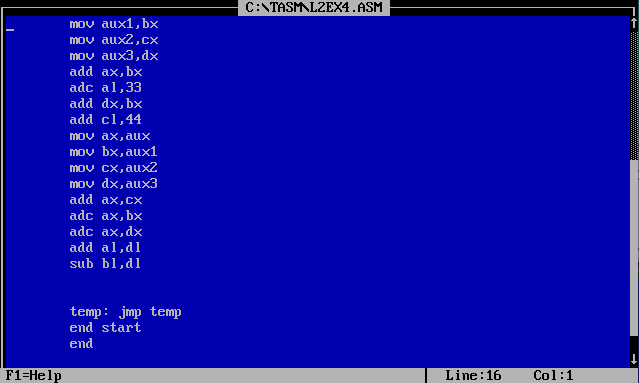 C:\TASM\L2EX4.ASM
mov aux1,bx
mov aux2,cx
mov aux3,dx
add ax,bx
adc al,33
add dx,bx
add cl,44
mov ax,aux
mov bx,aux1
mov cx,aux2
mov dx,aux3
add ax,cx
adc ax,bx
adc ax,dx
add al,dl
sub bl,dl
temp: jmp temp
end start
end
F1=Help Line:16 Col:1